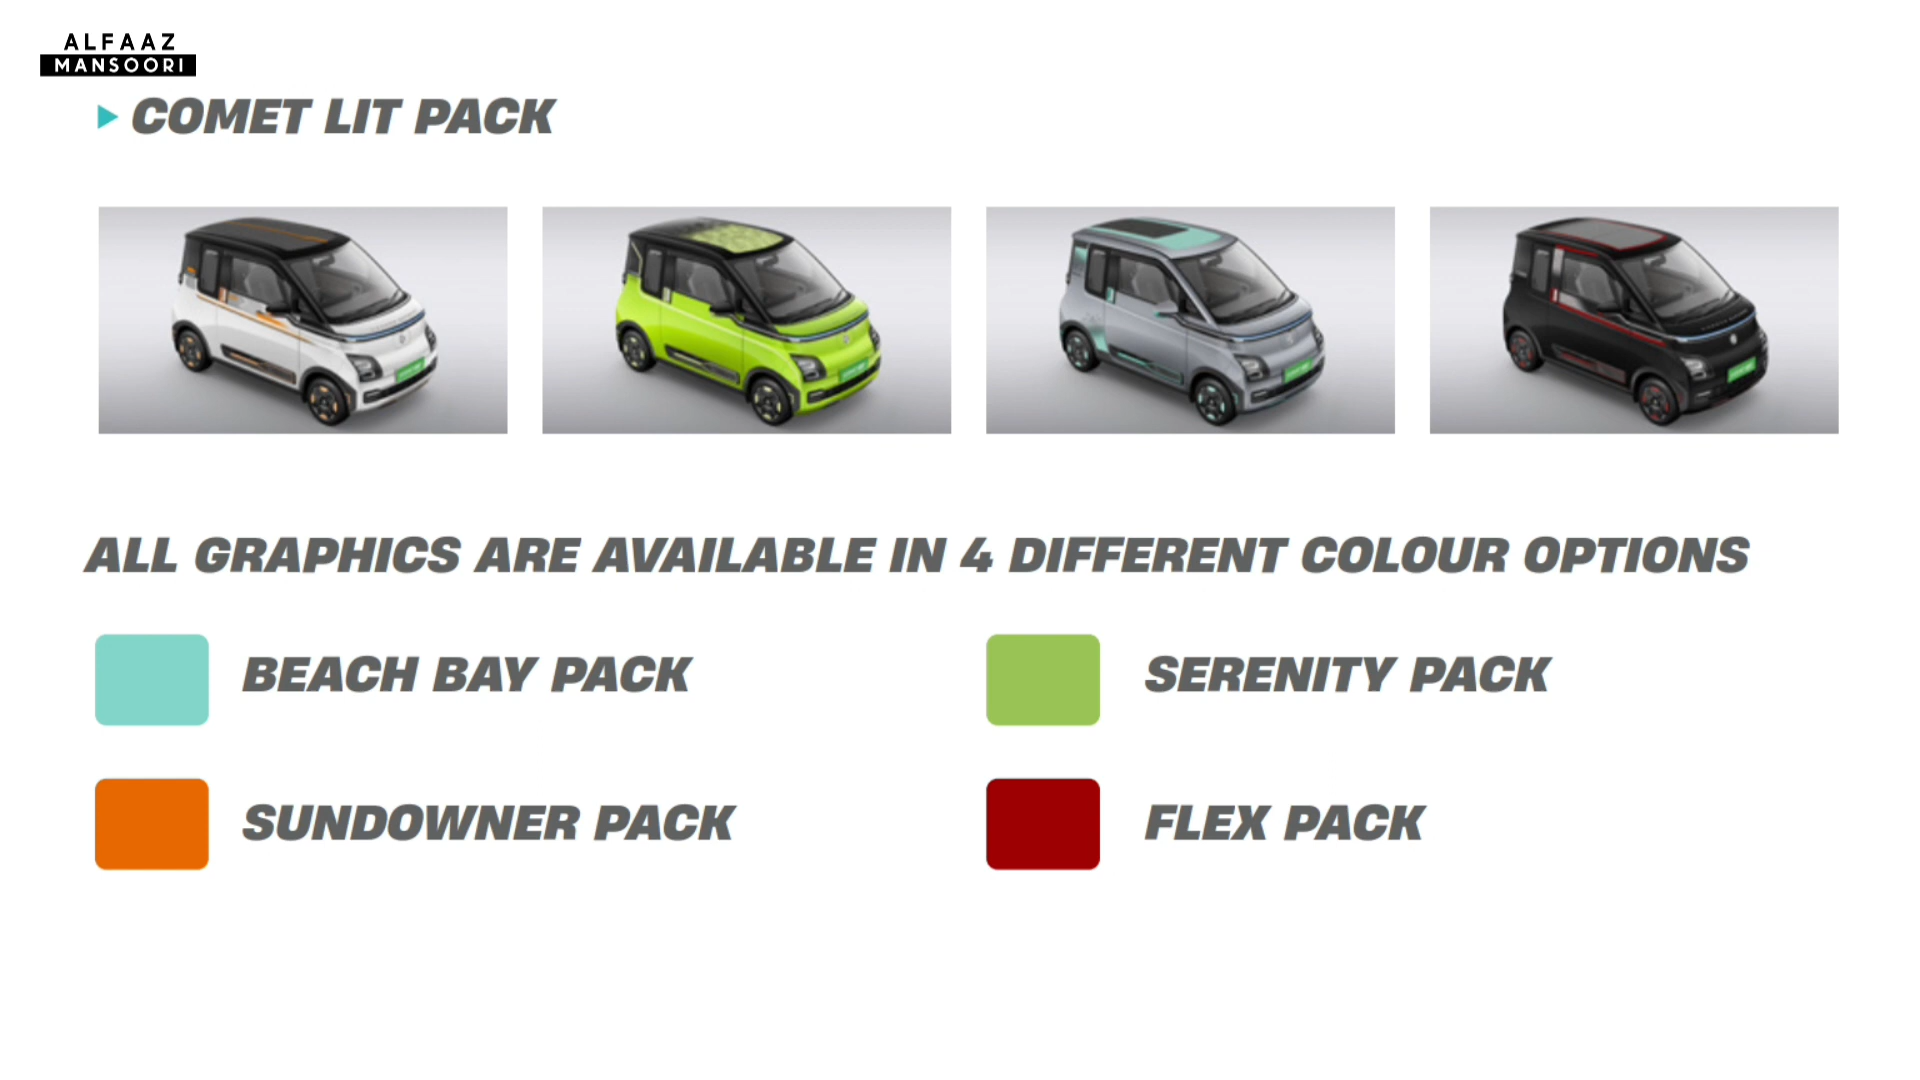 ALFAAZ
MANSOORI
COMET LIT PACK
ALL GRAPHICS ARE AVAILABLE IN 4 DIFFERENT COLOUR OPTIONS
BEACH BAY PACK
SERENITY PACK
SUNDOWNER PACK
FLEX PACK